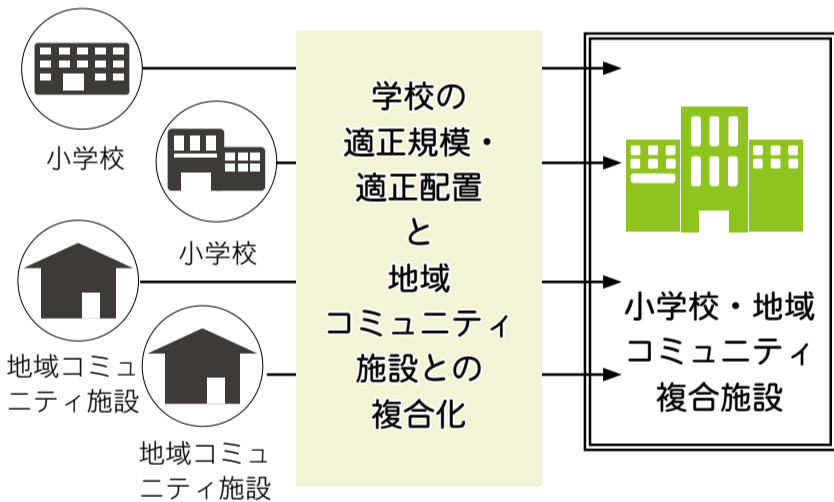 小学校
小学校
地域コミュ
ニティ施設
地域コミュ
ニティ施設
学校の
適正規模・
適正配置
と
地域
コミュニティ
施設との
複合化
小学校・地域
コミュニティ
複合施設